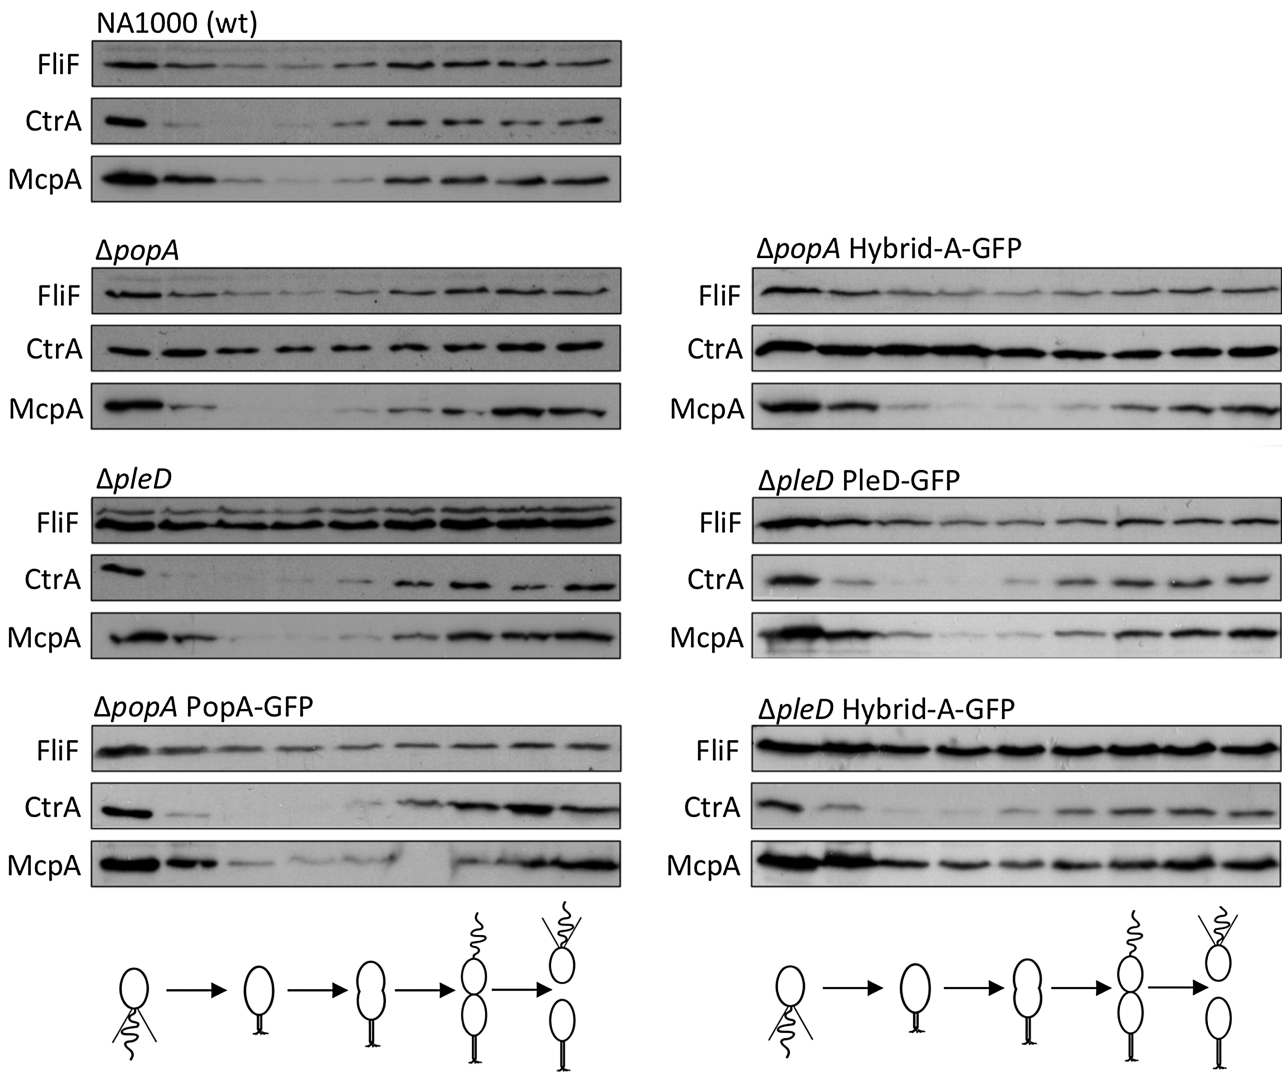 NA1000 (wt)
FliF
CtrA
McpA
ΔpopA
FliF
CtrA
McpA
ΔpleD
FliF
CtrA
McpA
ΔpopA PopA-GFP
FliF
CtrA
McpA
ΔpopA Hybrid-A-GFP
FliF
CtrA
McpA
ΔpleD PleD-GFP
FliF
CtrA
McpA
ΔpleD Hybrid-A-GFP
FliF
CtrA
McpA